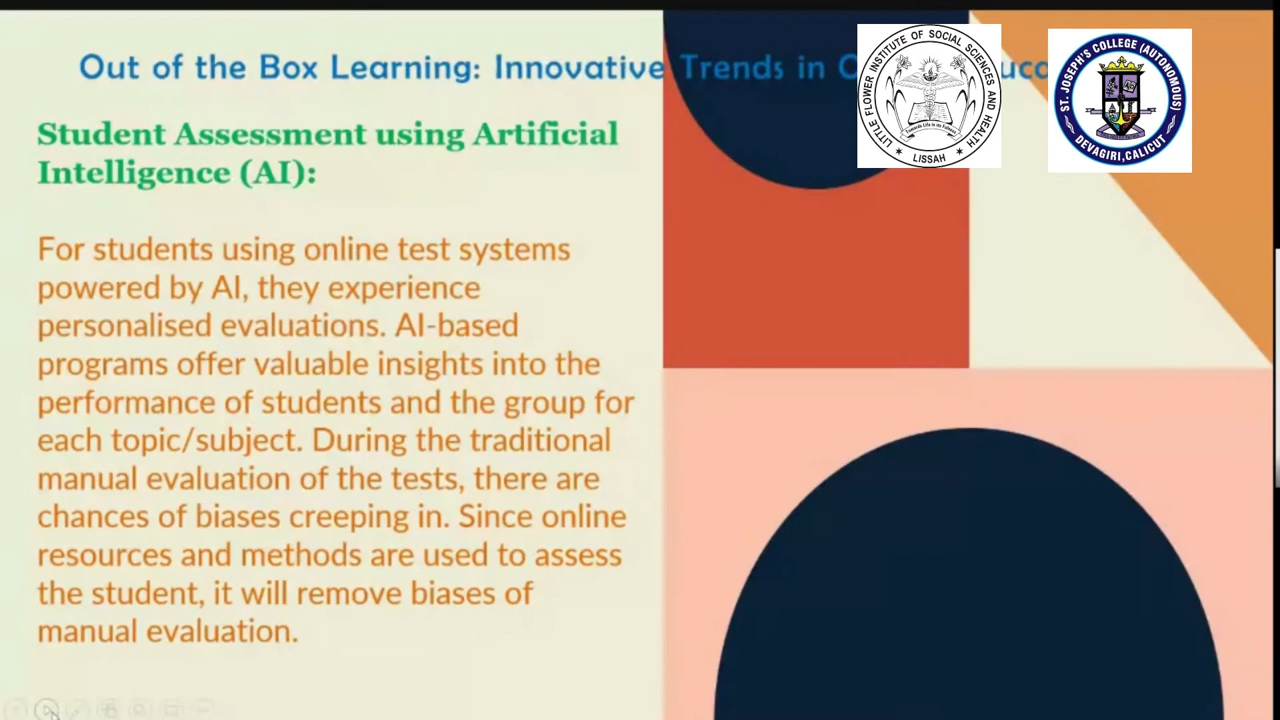 Out of the Box Learning: Innovative Trends in
Student Assessment using Artificial
Intelligence (AI):
For students using online test systems
powered by AI, they experience
personalised evaluations. AI-based
programs offer valuable insights into the
performance of students and the group for
each topic/subject. During the traditional
manual evaluation of the tests, there are
chances of biases creeping in. Since online
resources and methods are used to assess
the student, it will remove biases of
manual evaluation.
LITTLE FLOWER INSTITUTE OF SOCIAL SCIENCES AND HEALTH
LISSAH
ST. JOSEPH'S COLLEGE (AUTONOMOUS)
DEVAGIRI, CALICUT